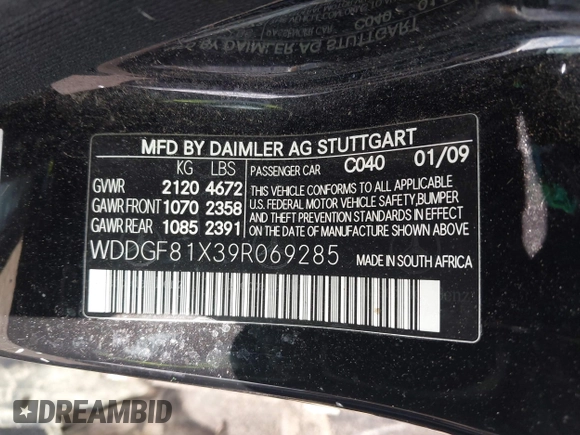 MFD BY DAIMLER AG STUTTGART
KG LBS PASSENGER CAR C040 01/09
GVWR 2120 4672 THIS VEHICLE CONFORMS TO ALL APPLICABLE
GAWR FRONT 1070 2358 U.S. FEDERAL MOTOR VEHICLE SAFETY, BUMPER
GAWR REAR 1085 2391 AND THEFT PREVENTION STANDARDS IN EFFECT ON
THE DATE OF MANUFACTURE SHOWN ABOVE.
WDDGF81X39R069285 MADE IN SOUTH AFRICA
DREAMBID